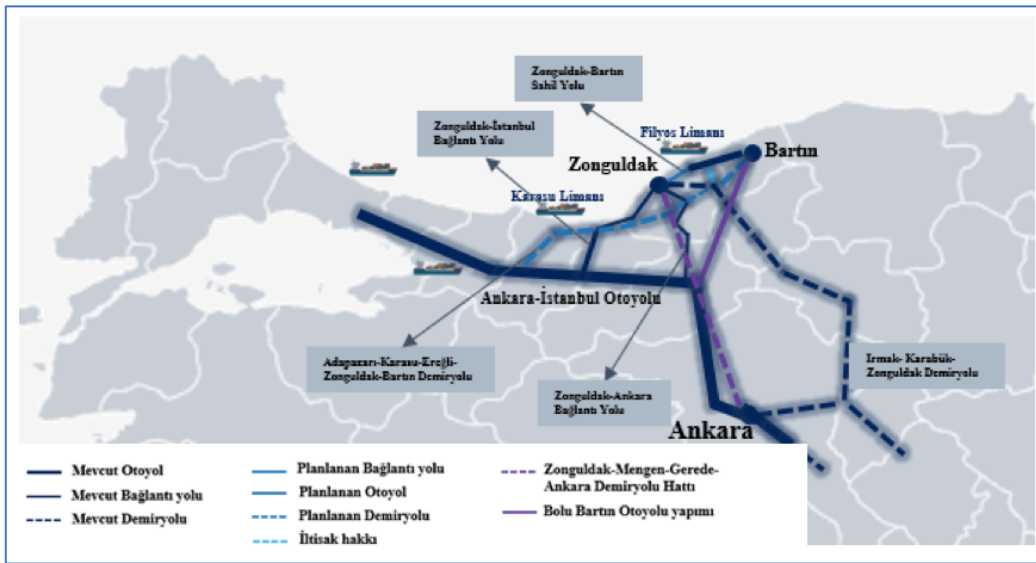 Zonguldak-Bartın
Sahil Yolu
Zonguldak-İstanbul
Bağlantı Yolu
Filyos Limanı
Bartın
Zonguldak
Karasu Limanı
Ankara-İstanbul Otoyolu
Adapazarı-Karasu-Ereğli-
Zonguldak-Bartın Demiryolu
Zonguldak-Ankara
Bağlantı Yolu
Irmak- Karabük-
Zonguldak Demiryolu
Ankara
Mevcut Otoyol
Mevcut Bağlantı yolu
Mevcut Demiryolu
Planlanan Bağlantı yolu
Planlanan Otoyol
Planlanan Demiryolu
İltisak hakkı
Zonguldak-Mengen-Gerede-
Ankara Demiryolu Hattı
Bolu Bartın Otoyolu yapımı